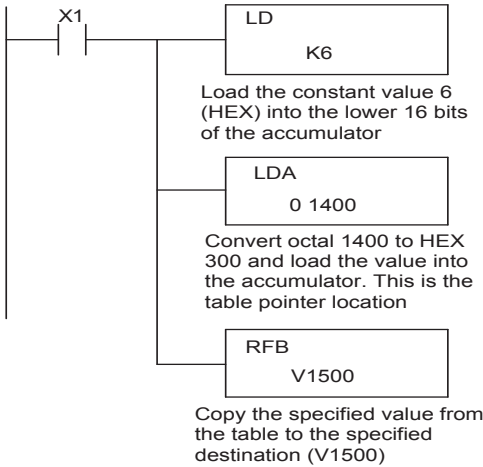 X1
LD
K6
Load the constant value 6
(HEX) into the lower 16 bits
of the accumulator
LDA
0 1400
Convert octal 1400 to HEX
300 and load the value into
the accumulator. This is the
table pointer location
RFB
V1500
Copy the specified value from
the table to the specified
destination (V1500)